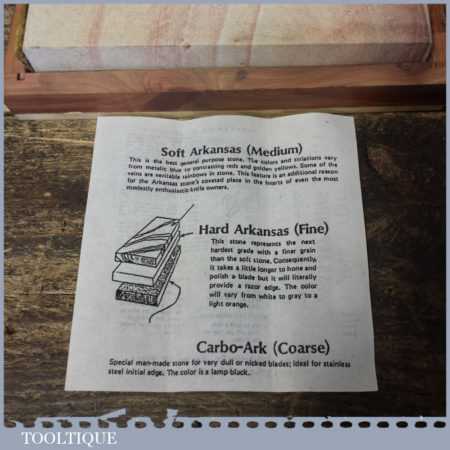 Soft Arkansas (Medium)
This is the best general purpose stone. The colors and striations vary
from metallic blue to contrasting reds and golden yellows. Some of the
veins are veritable rainbows in stone. This feature is an additional reason
for the Arkansas stone's coveted place in the hearts of even the most
modestly enthusiastic knife owners.
Hard Arkansas (Fine)
This stone represents the next
hardest grade with a finer grain
than the soft stone. Consequently,
it takes a little longer to hone and
polish a blade but it will literally
provide a razor edge. The color
will vary from white to gray to a
light orange.
Carbo-Ark (Coarse)
Special man-made stone for very dull or nicked blades; ideal for stainless
steel initial edge. The color is a lamp black.
TOOLTIQUE